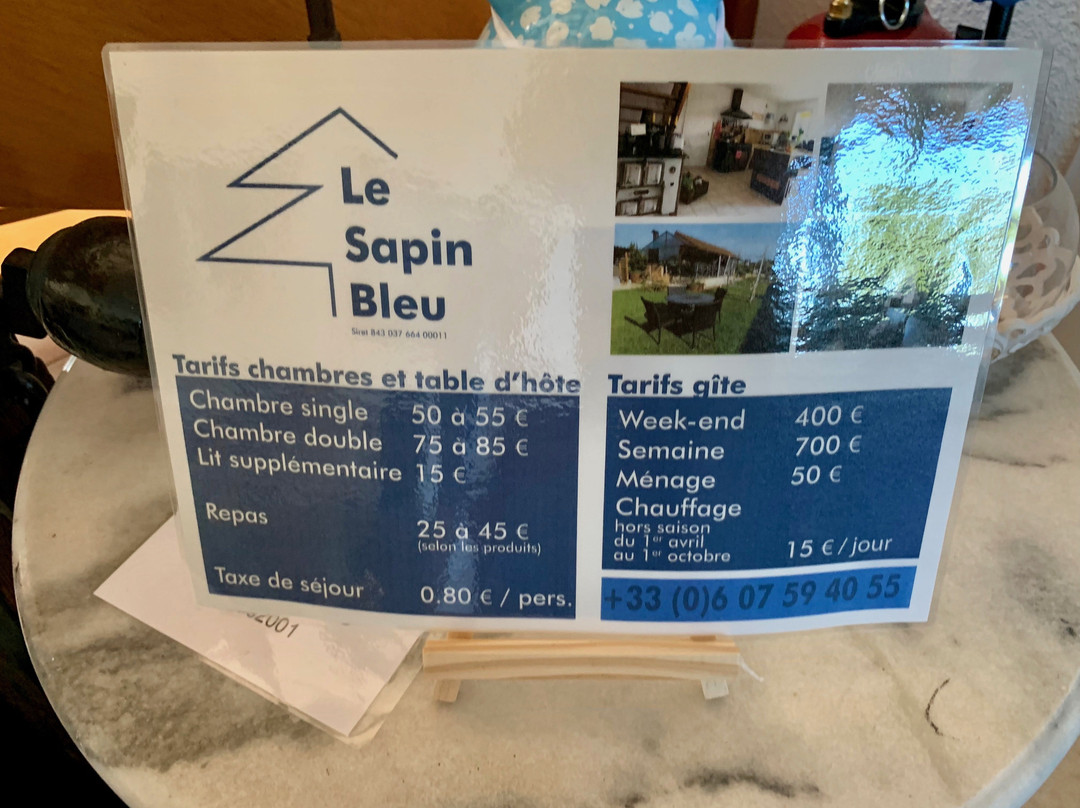 Le
Sapin
Bleu
Siret 843 037 664 00011
Tarifs chambres et table d'hôte
Chambre single 50 à 55 €
Chambre double 75 à 85 €
Lit supplémentaire 15 €
Repas 25 à 45 €
(selon les produits)
Taxe de séjour 0.80 € / pers.
Tarifs gîte
Week-end 400 €
Semaine 700 €
Ménage 50 €
Chauffage
hors saison
du 1er avril
au 1er octobre 15 € / jour
+33 (0)6 07 59 40 55